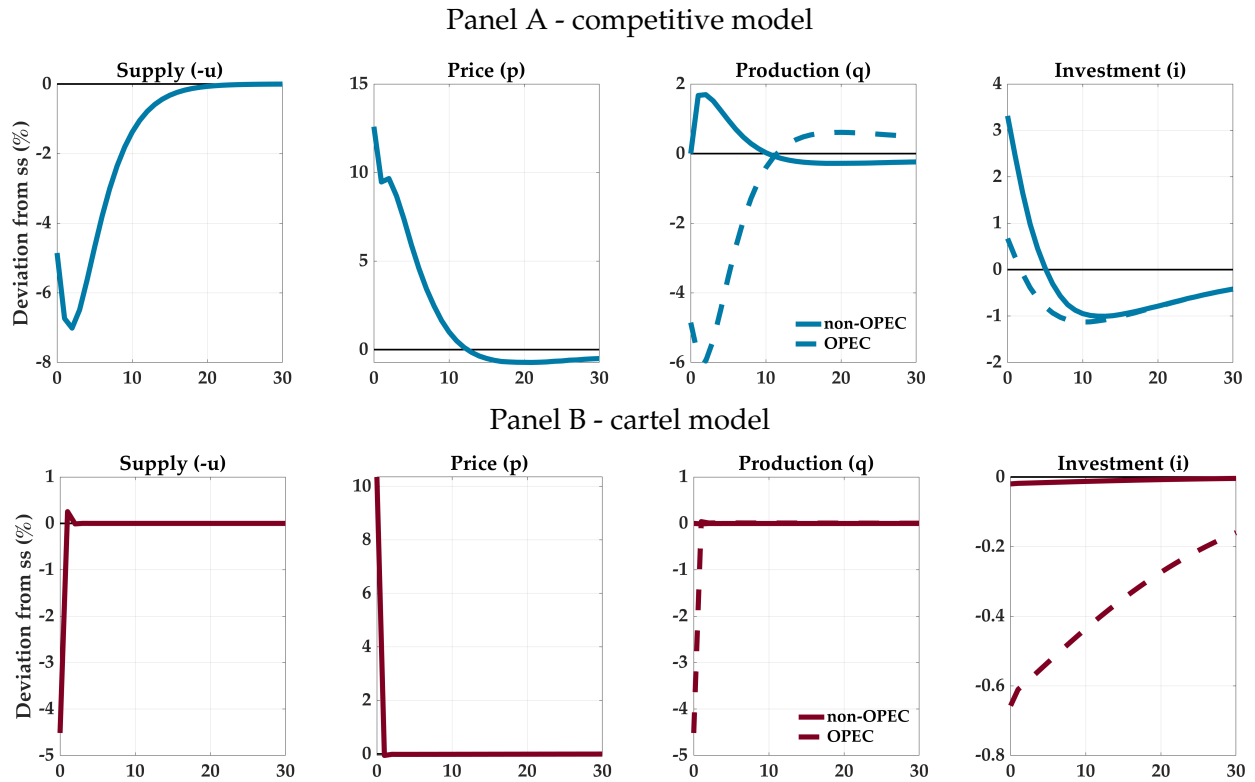 Panel A - competitive model
Supply (-u)
Price (p)
Production (q)
Investment (i)
Deviation from ss (%)
0
-2
-4
-6
-8
0 10 20 30
15
10
5
0
0 10 20 30
2
0
-2
-4
-6
0 10 20 30
non-OPEC
OPEC
4
3
2
1
0
-1
-2
0 10 20 30
Panel B - cartel model
Supply (-u)
Price (p)
Production (q)
Investment (i)
Deviation from ss (%)
1
0
-1
-2
-3
-4
-5
0 10 20 30
10
8
6
4
2
0
0 10 20 30
1
0
-1
-2
-3
-4
-5
0 10 20 30
non-OPEC
OPEC
0
-0.2
-0.4
-0.6
-0.8
0 10 20 30